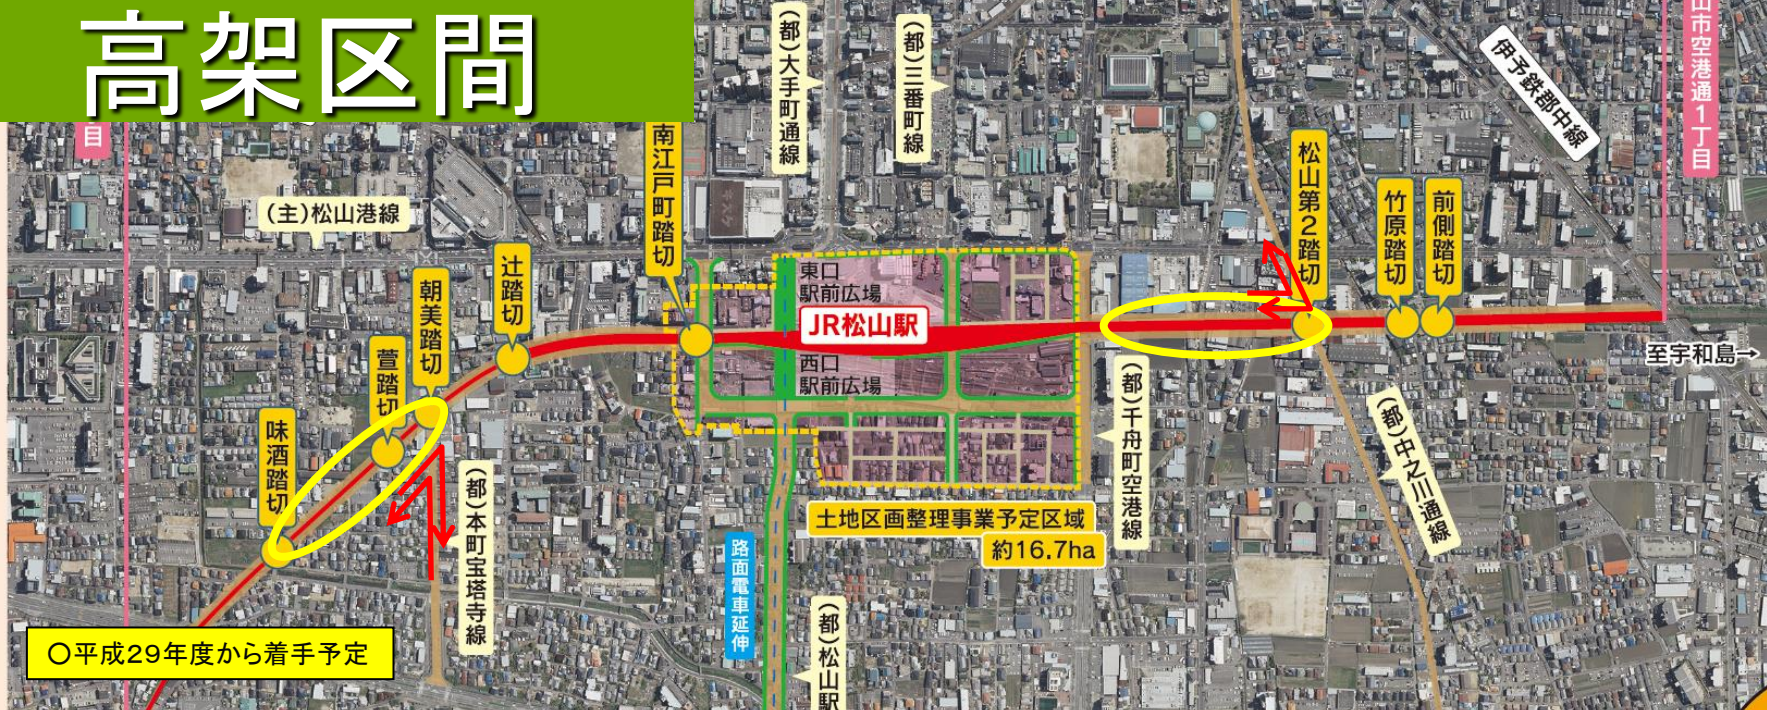 高架区間
目
(主)松山港線
南江戸町踏切
(都)大手町通線
(都)三番町線
伊予鉄郡中線
山市空港通1丁目
松山第2踏切
竹原踏切
前側踏切
辻踏切
朝美踏切
萱踏切
味酒踏切
東口
駅前広場
JR松山駅
西口
駅前広場
至宇和島→
(都)千舟町空港線
(都)中之川通線
(都)本町宝塔寺線
土地区画整理事業予定区域
約16.7ha
路面電車延伸
(都)松山駅
〇平成29年度から着手予定